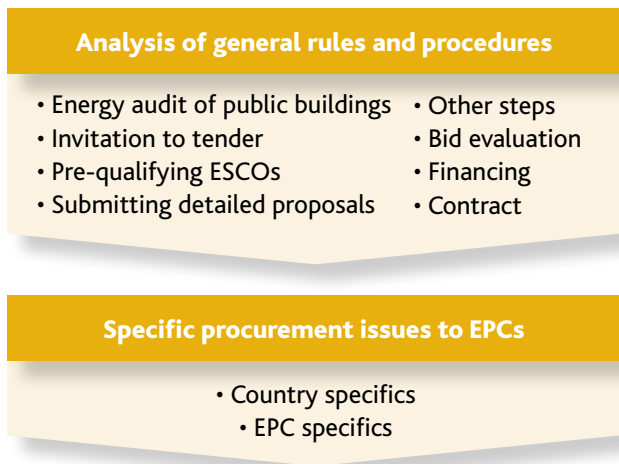 Analysis of general rules and procedures
• Energy audit of public buildings
• Invitation to tender
• Pre-qualifying ESCOs
• Submitting detailed proposals
• Other steps
• Bid evaluation
• Financing
• Contract
Specific procurement issues to EPCs
• Country specifics
• EPC specifics